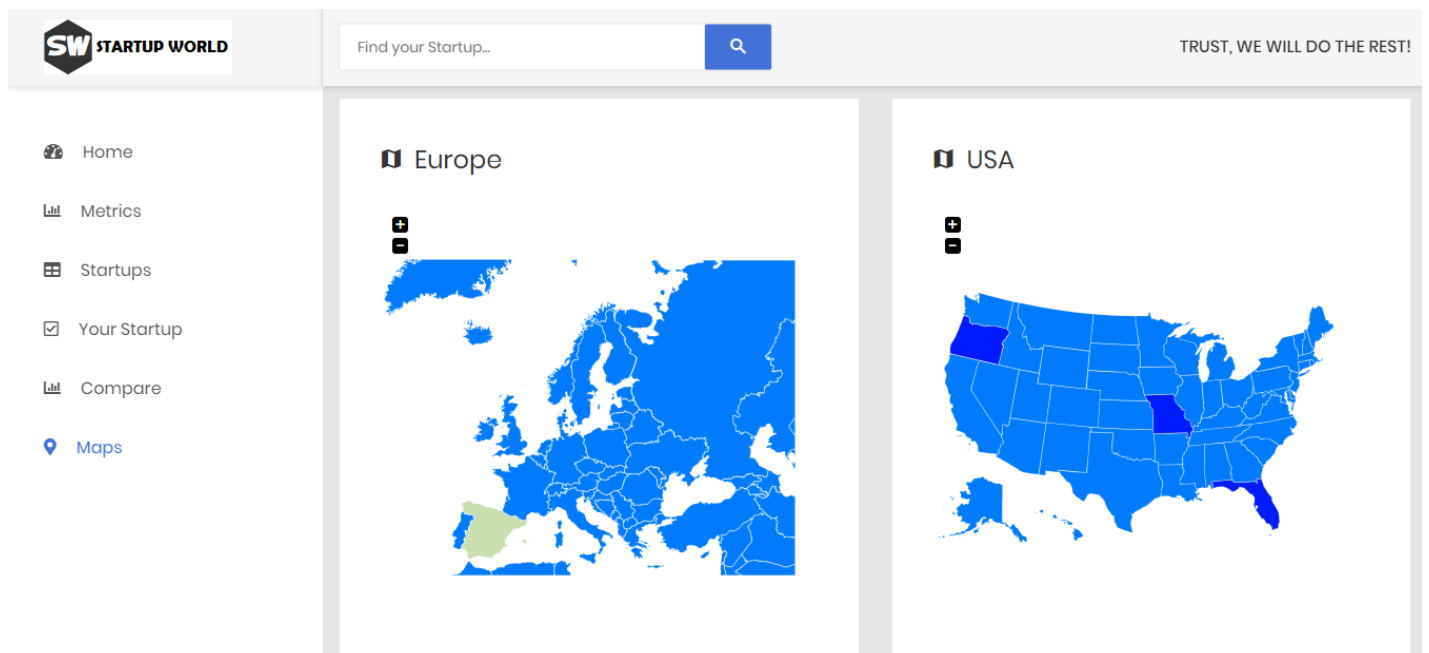 SW STARTUP WORLD
Find your Startup...
TRUST, WE WILL DO THE REST!
Home
Metrics
Startups
Your Startup
Compare
Maps
Europe
+
-
USA
+
-